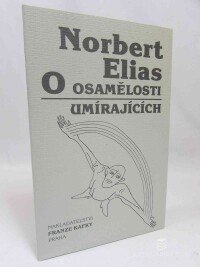 Norbert
Elias
O OSAMĚLOSTI
UMÍRAJÍCÍCH
NAKLADATELSTVÍ
FRANZE KAFKY
PRAHA